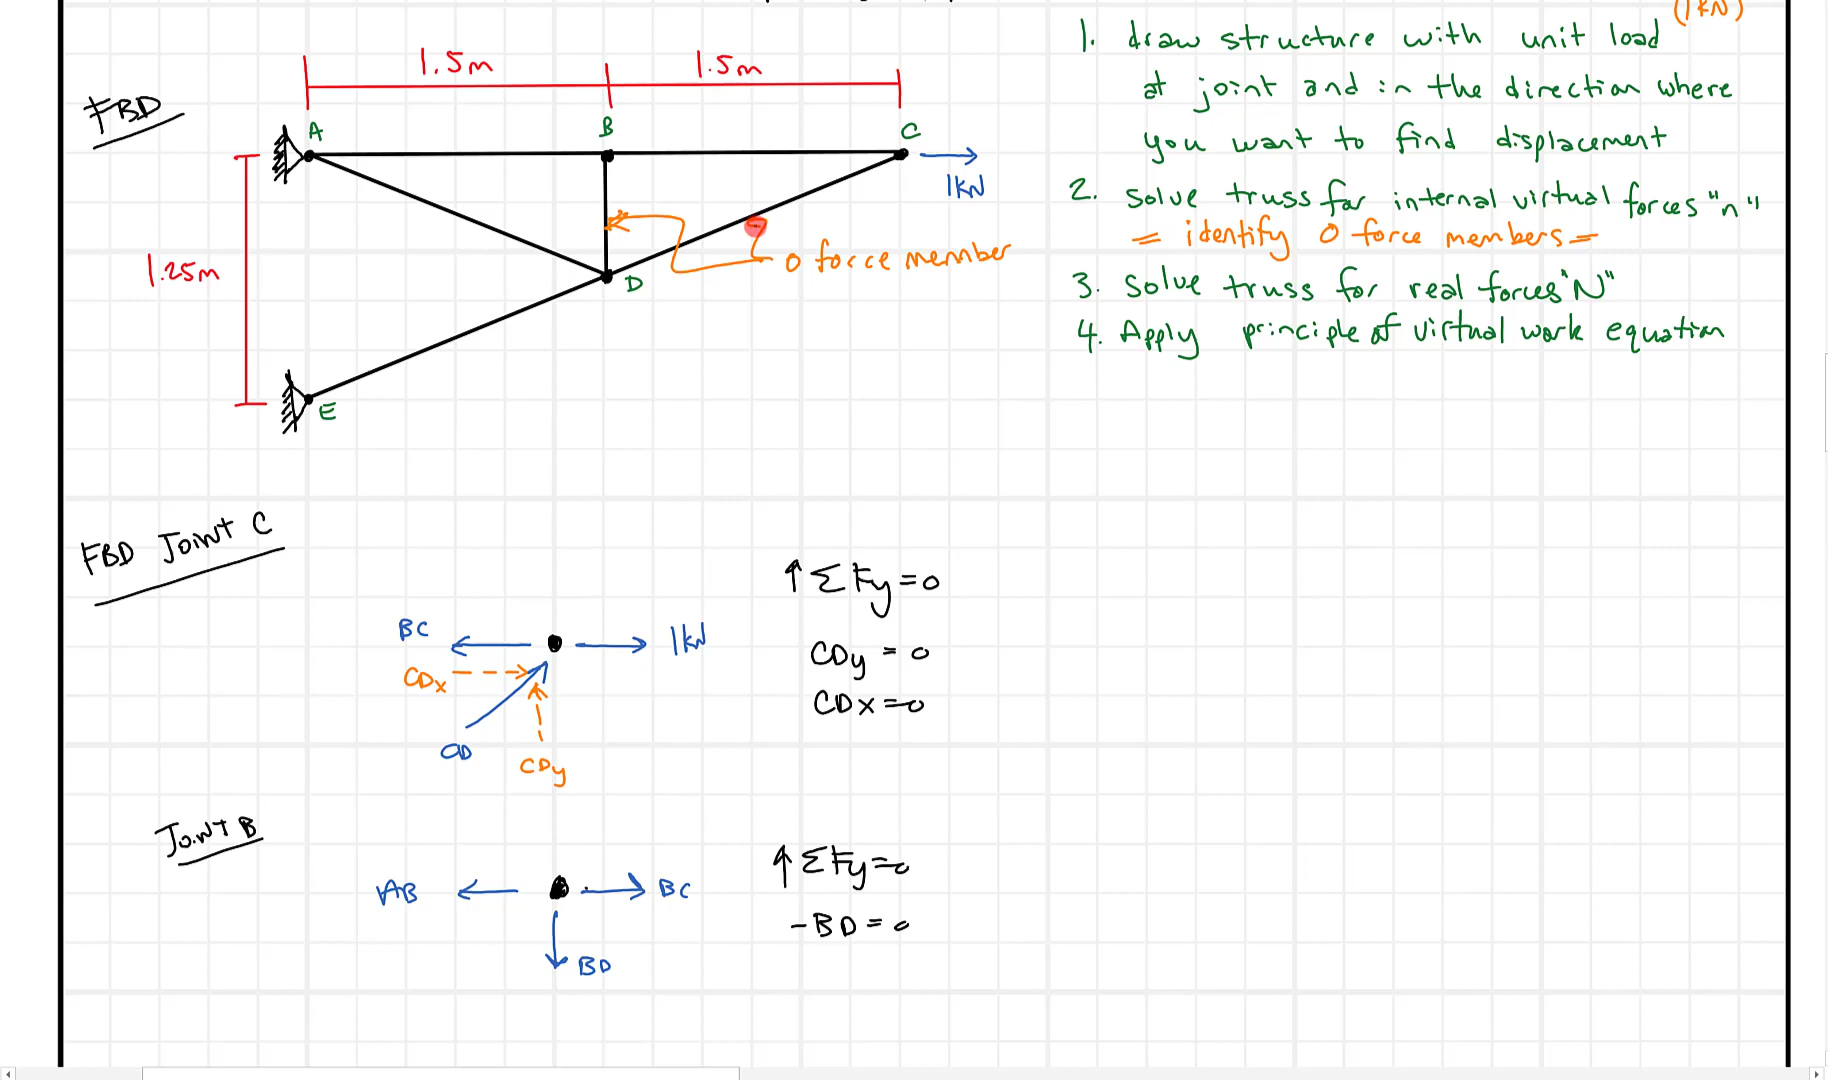 (1kN)
1. draw structure with unit load
at joint and in the direction where
you want to find displacement
2. Solve truss for internal virtual forces "n"
= identify 0 force members =
3. Solve truss for real forces "N"
4. Apply principle of virtual work equation
FBD
1.5m
1.5m
A
B
C
1kN
1.25m
D
0 force member
E
FBD Joint C
BC
1kN
CDx
CD
CDy
↑ΣFy=0
CDy = 0
CDx=0
Joint B
AB
BC
BD
↑ΣFy=0
-BD=0